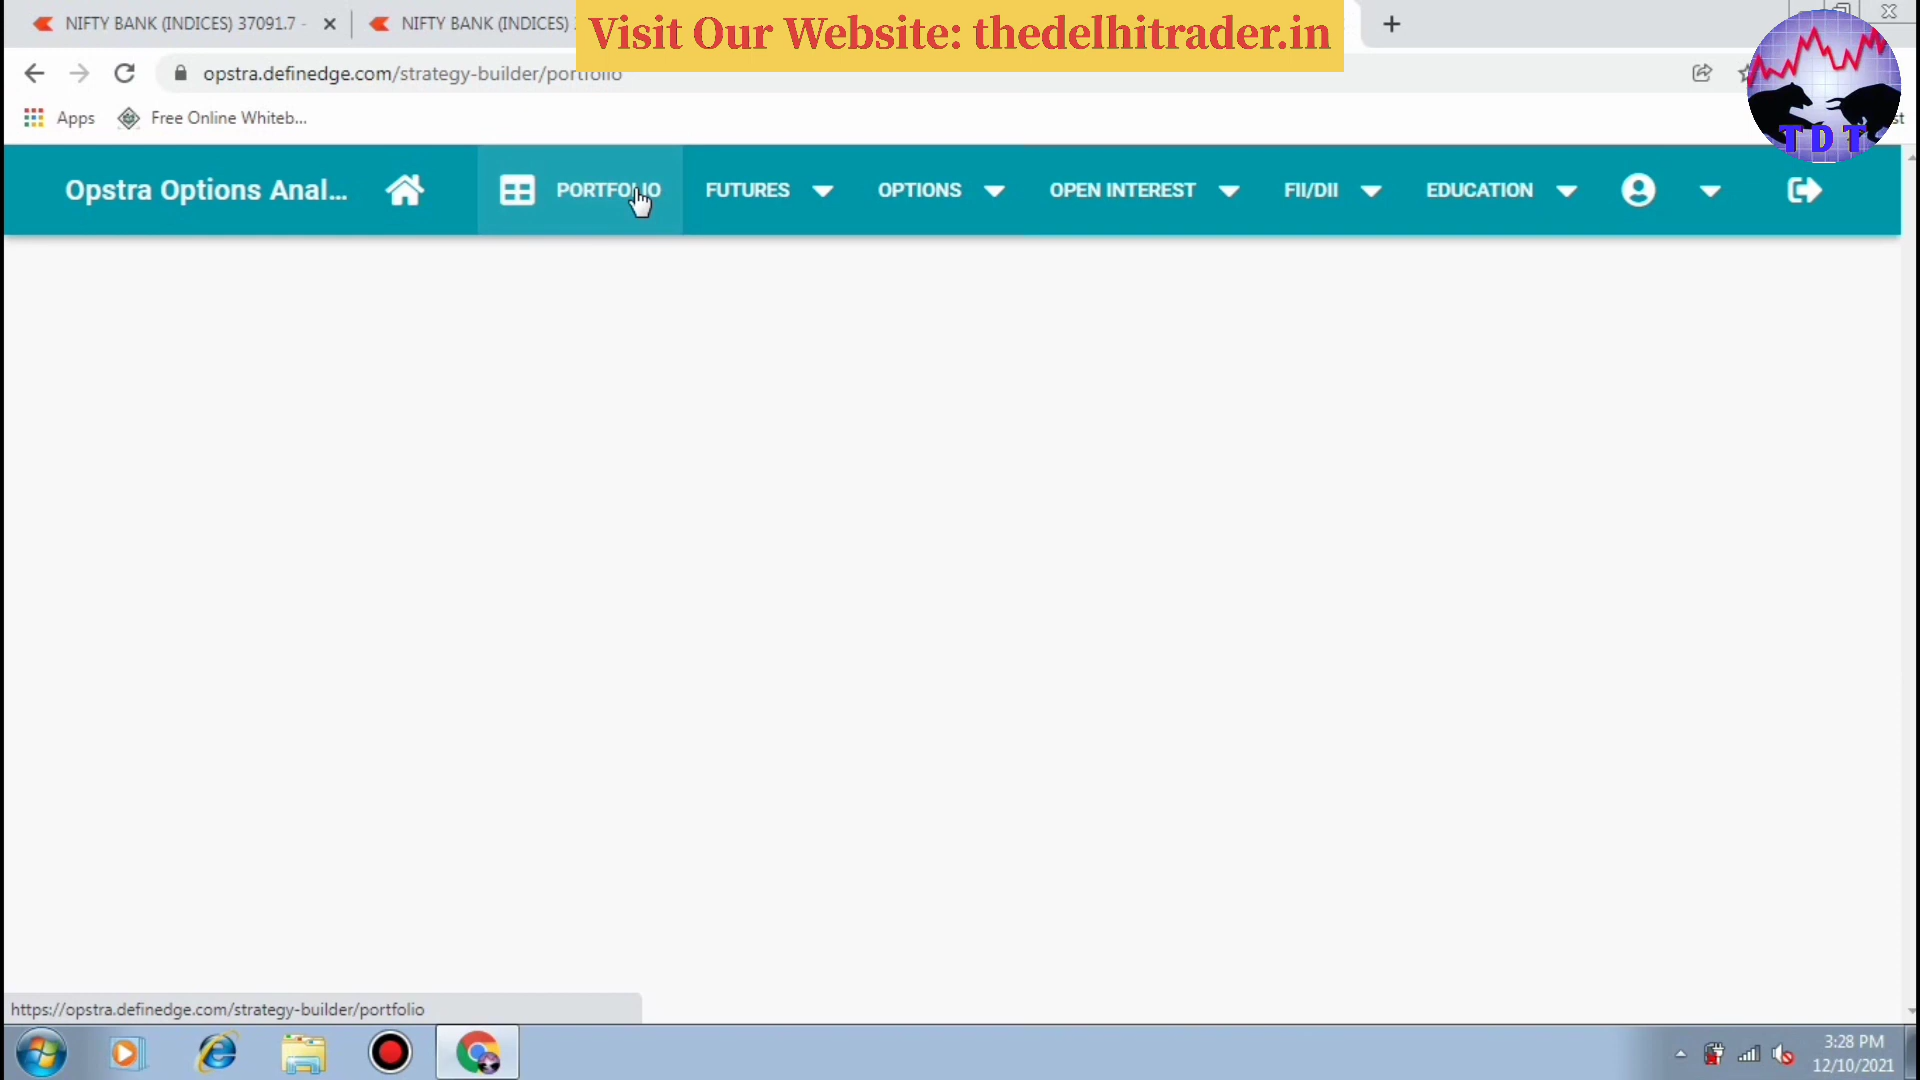 NIFTY BANK (INDICES) 37091.7 -
NIFTY BANK (INDICES)
Visit Our Website: thedelhitrader.in
opstra.definedge.com/strategy-builder/portfolio
Apps
Free Online Whiteb...
TDT
Opstra Options Anal...
PORTFOLIO
FUTURES
OPTIONS
OPEN INTEREST
FII/DII
EDUCATION
https://opstra.definedge.com/strategy-builder/portfolio
3:28 PM
12/10/2021